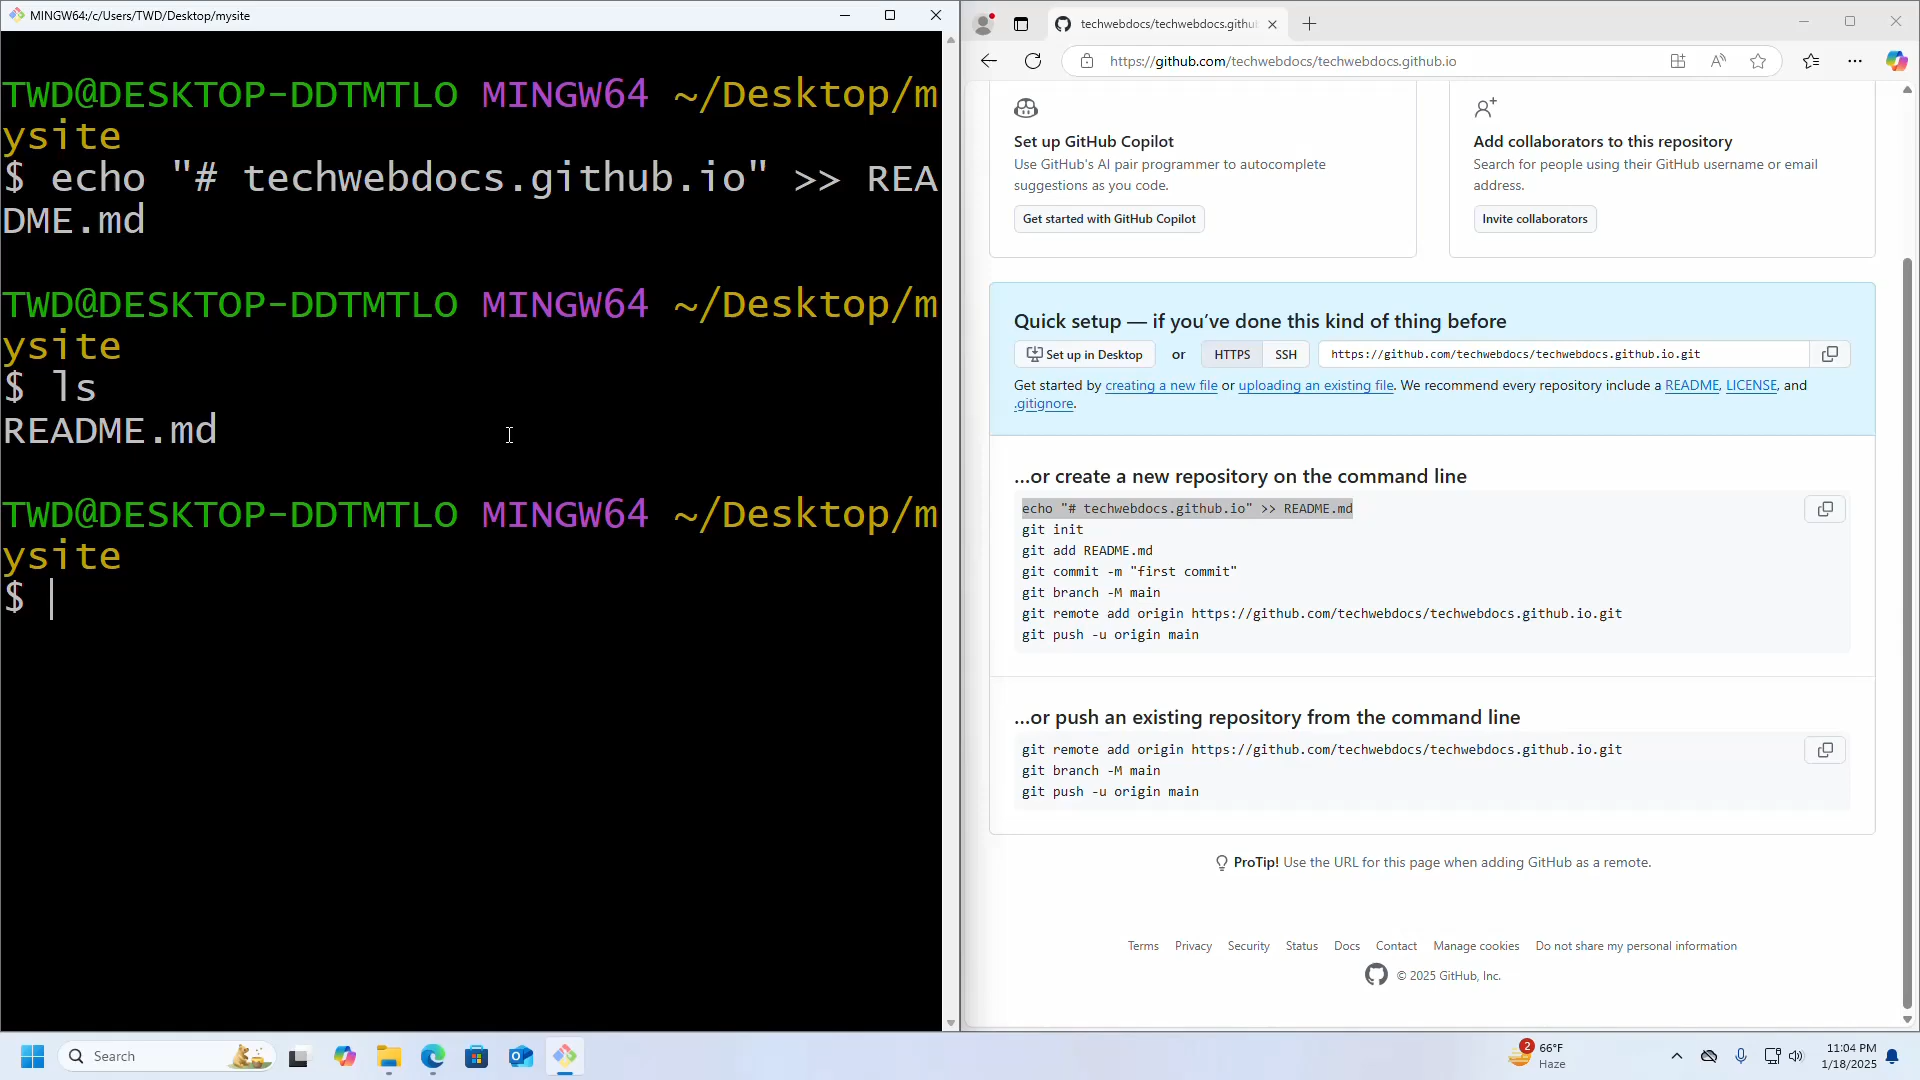 MINGW64:/c/Users/TWD/Desktop/mysite
TWD@DESKTOP-DDTMTLO MINGW64 ~/Desktop/m
ysite
$ echo "# techwebdocs.github.io" >> REA
DME.md
TWD@DESKTOP-DDTMTLO MINGW64 ~/Desktop/m
ysite
$ ls
README.md
TWD@DESKTOP-DDTMTLO MINGW64 ~/Desktop/m
ysite
$
techwebdocs/techwebdocs.githu
https://github.com/techwebdocs/techwebdocs.github.io
Set up GitHub Copilot
Use GitHub's AI pair programmer to autocomplete
suggestions as you code.
Get started with GitHub Copilot
Add collaborators to this repository
Search for people using their GitHub username or email
address.
Invite collaborators
Quick setup — if you've done this kind of thing before
Set up in Desktop or HTTPS SSH https://github.com/techwebdocs/techwebdocs.github.io.git
Get started by creating a new file or uploading an existing file. We recommend every repository include a README, LICENSE, and
.gitignore.
...or create a new repository on the command line
echo "# techwebdocs.github.io" >> README.md
git init
git add README.md
git commit -m "first commit"
git branch -M main
git remote add origin https://github.com/techwebdocs/techwebdocs.github.io.git
git push -u origin main
...or push an existing repository from the command line
git remote add origin https://github.com/techwebdocs/techwebdocs.github.io.git
git branch -M main
git push -u origin main
ProTip! Use the URL for this page when adding GitHub as a remote.
Terms Privacy Security Status Docs Contact Manage cookies Do not share my personal information
© 2025 GitHub, Inc.
Search
2
66°F
Haze
11:04 PM
1/18/2025